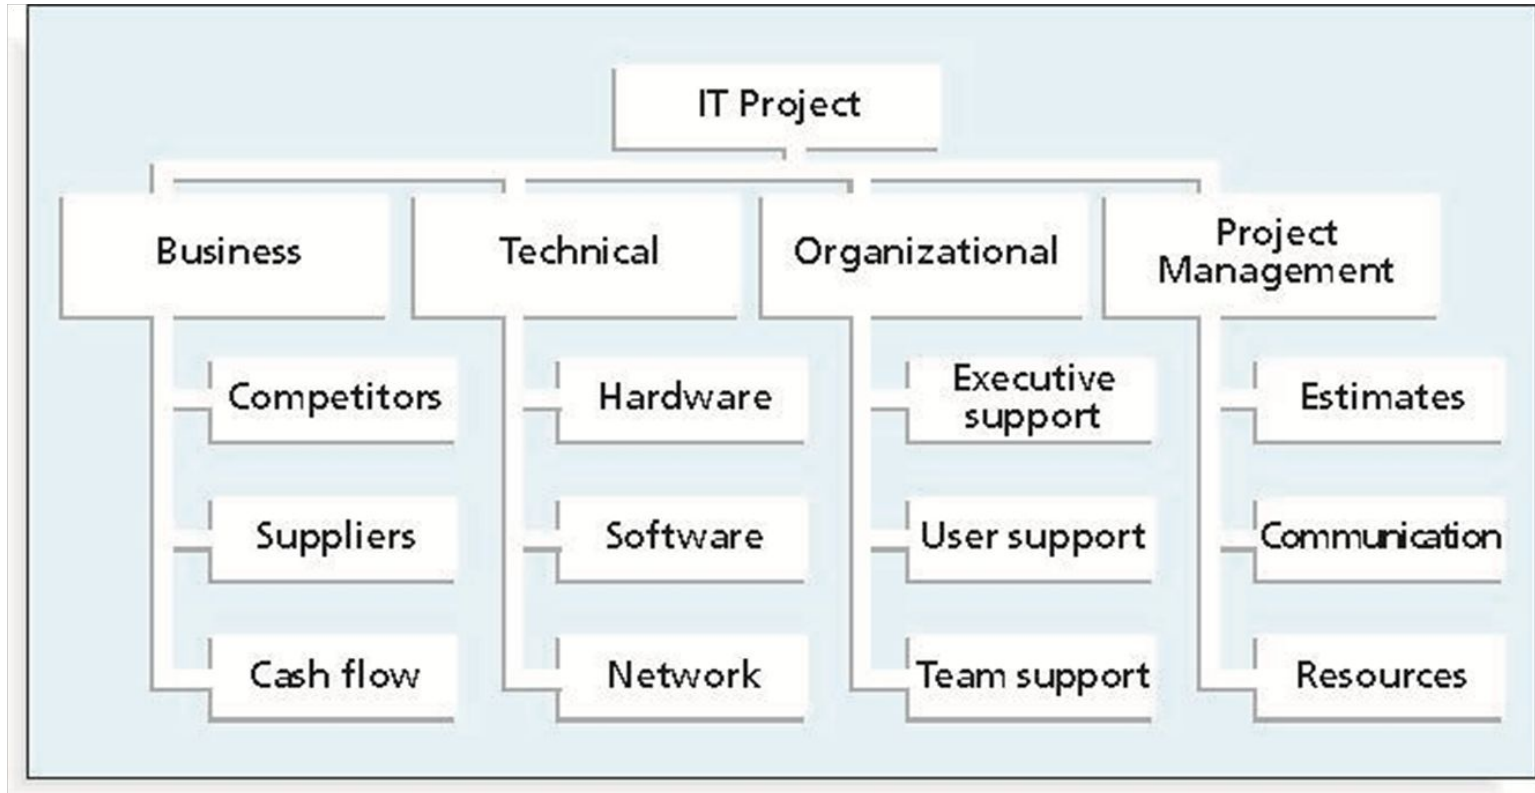 IT Project
Business
Technical
Organizational
Project
Management
Competitors
Hardware
Executive
support
Estimates
Suppliers
Software
User support
Communication
Cash flow
Network
Team support
Resources